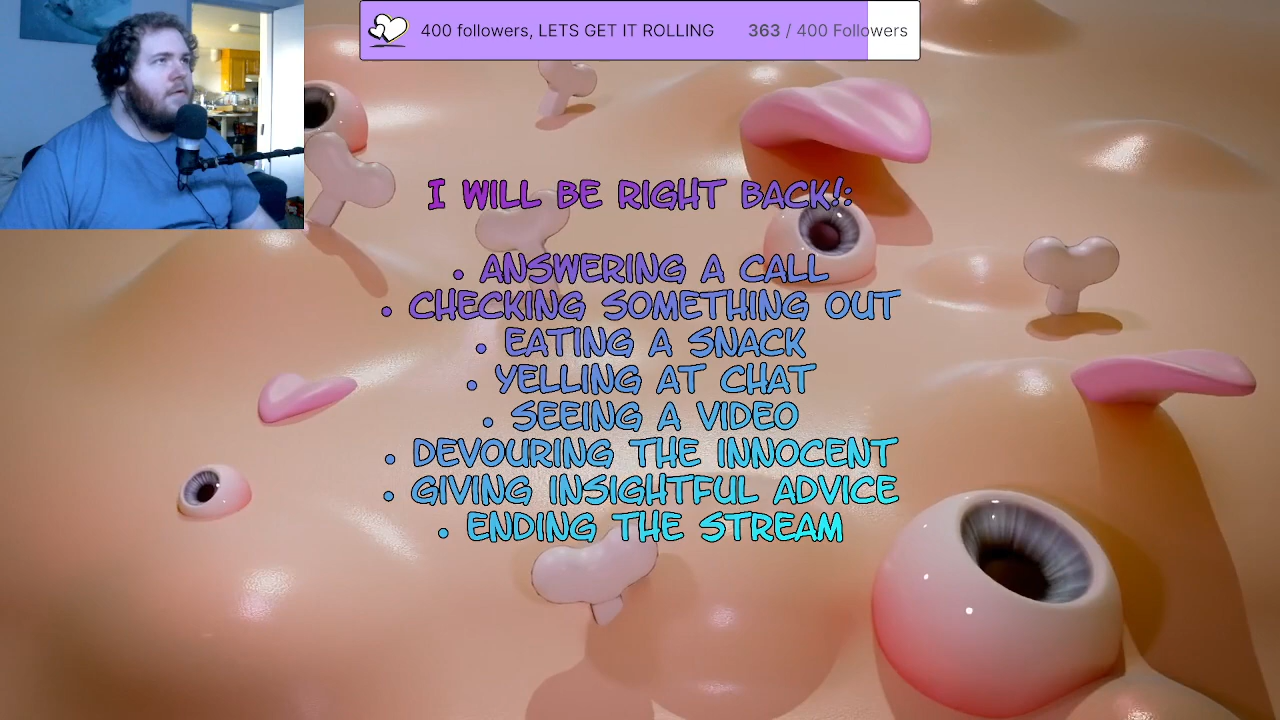 400 followers, LETS GET IT ROLLING 363 / 400 Followers
I WILL BE RIGHT BACK!:
• ANSWERING A CALL
• CHECKING SOMETHING OUT
• EATING A SNACK
• YELLING AT CHAT
• SEEING A VIDEO
• DEVOURING THE INNOCENT
• GIVING INSIGHTFUL ADVICE
• ENDING THE STREAM